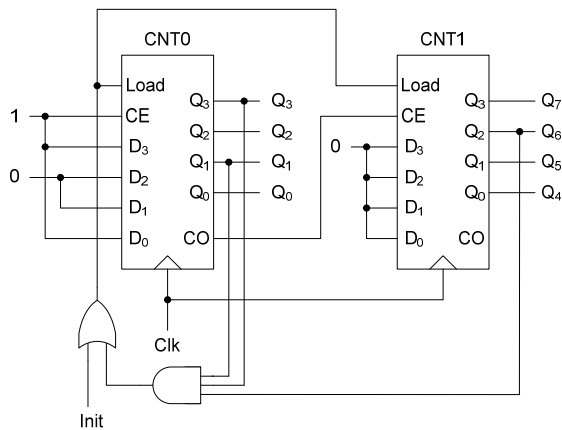 CNT0 CNT1
Load Load
Q3 Q3 Q3 Q7
1 CE CE
Q2 Q2 Q2 Q6
D3 0 D3
Q1 Q1 Q1 Q5
0 D2 D2
Q0 Q0 Q0 Q4
D1 D1
D0 CO D0 CO
Clk
Init